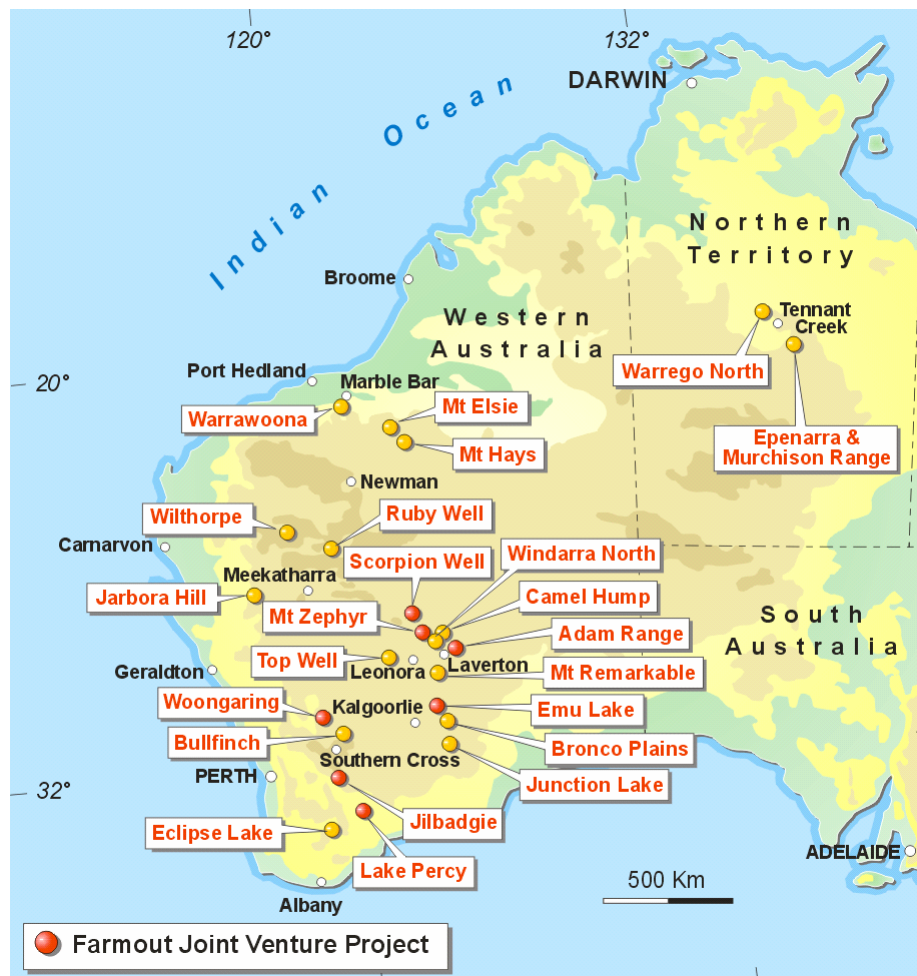 120°
132°
DARWIN
Indian Ocean
Northern
Territory
Broome
Western
Australia
Tennant
Creek
Warrego North
Port Hedland
20°
Marble Bar
Mt Elsie
Warrawoona
Epenarra &
Murchison Range
Mt Hays
Newman
Wilthorpe
Ruby Well
Carnarvon
Scorpion Well
Windarra North
Meekatharra
Jarbora Hill
Camel Hump
Mt Zephyr
South
Australia
Adam Range
Top Well
Leonora
Laverton
Geraldton
Mt Remarkable
Woongaring
Kalgoorlie
Emu Lake
Bullfinch
Bronco Plains
Southern Cross
PERTH
Junction Lake
32°
Jilbadgie
Eclipse Lake
ADELAIDE
Lake Percy
500 Km
Albany
Farmout Joint Venture Project